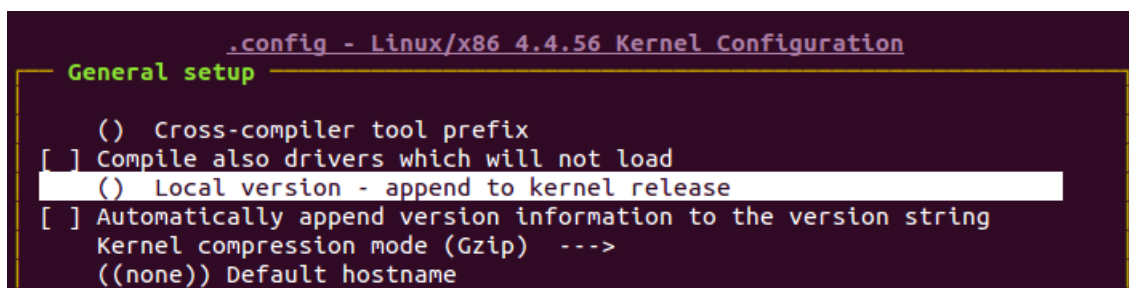 .config - Linux/x86 4.4.56 Kernel Configuration
General setup
() Cross-compiler tool prefix
[ ] Compile also drivers which will not load
() Local version - append to kernel release
[ ] Automatically append version information to the version string
Kernel compression mode (Gzip) --->
((none)) Default hostname